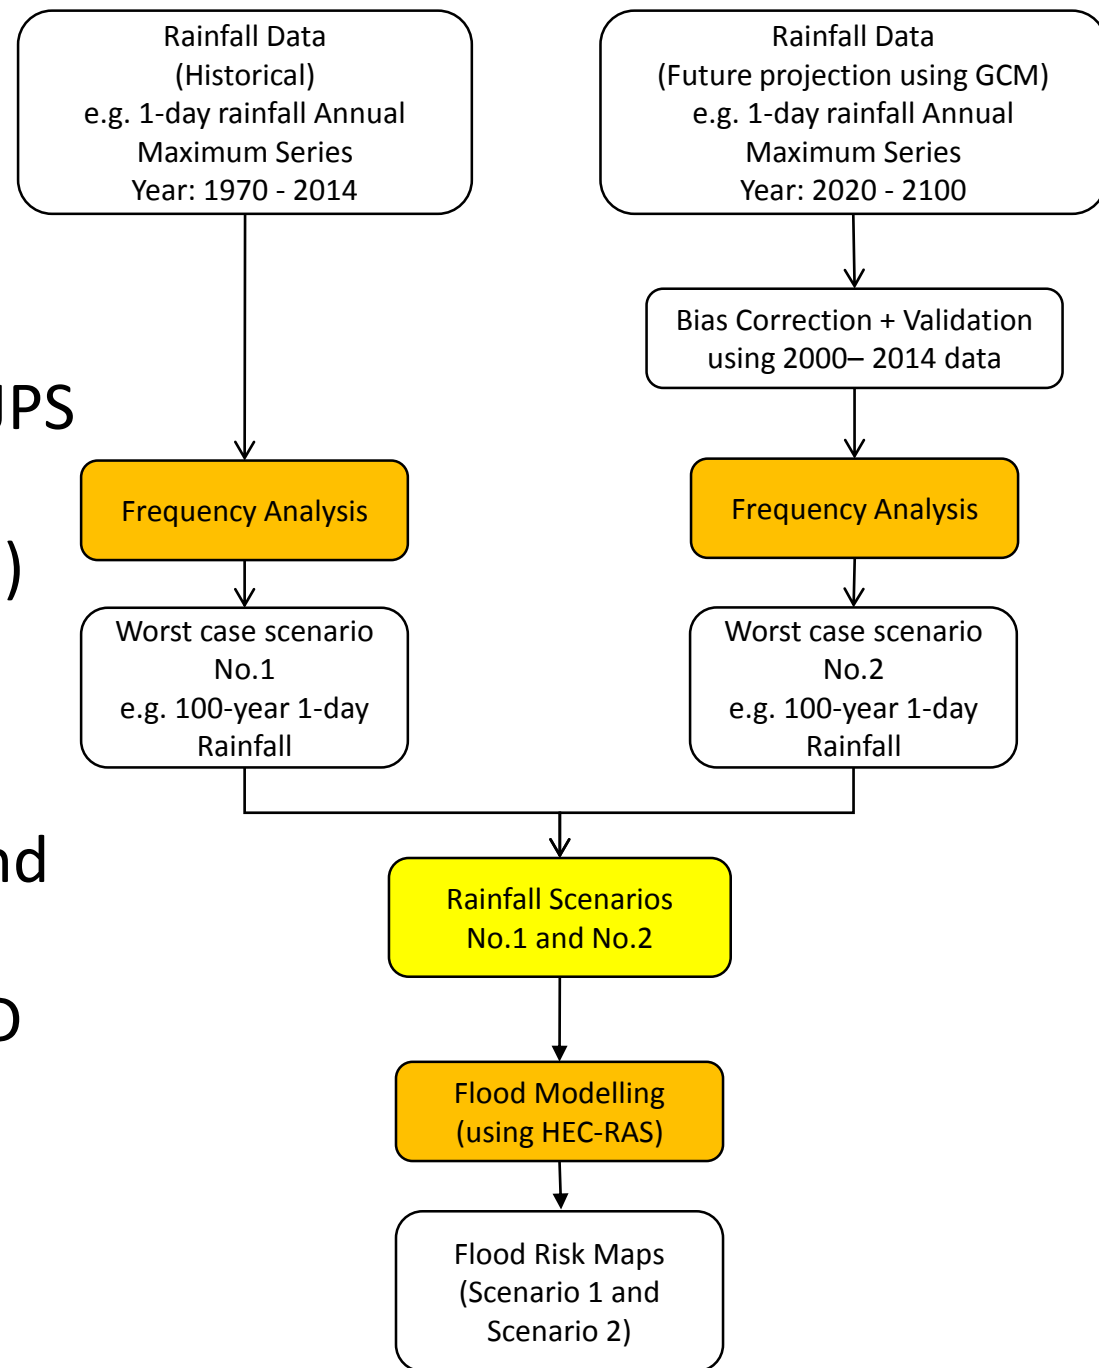 Rainfall Data
(Historical)
e.g. 1-day rainfall Annual
Maximum Series
Year: 1970 - 2014
Rainfall Data
(Future projection using GCM)
e.g. 1-day rainfall Annual
Maximum Series
Year: 2020 - 2100
Bias Correction + Validation
using 2000– 2014 data
JPS
)
nd
Frequency Analysis
Frequency Analysis
Worst case scenario
No.1
e.g. 100-year 1-day
Rainfall
Worst case scenario
No.2
e.g. 100-year 1-day
Rainfall
Rainfall Scenarios
No.1 and No.2
Flood Modelling
(using HEC-RAS)
Flood Risk Maps
(Scenario 1 and
Scenario 2)